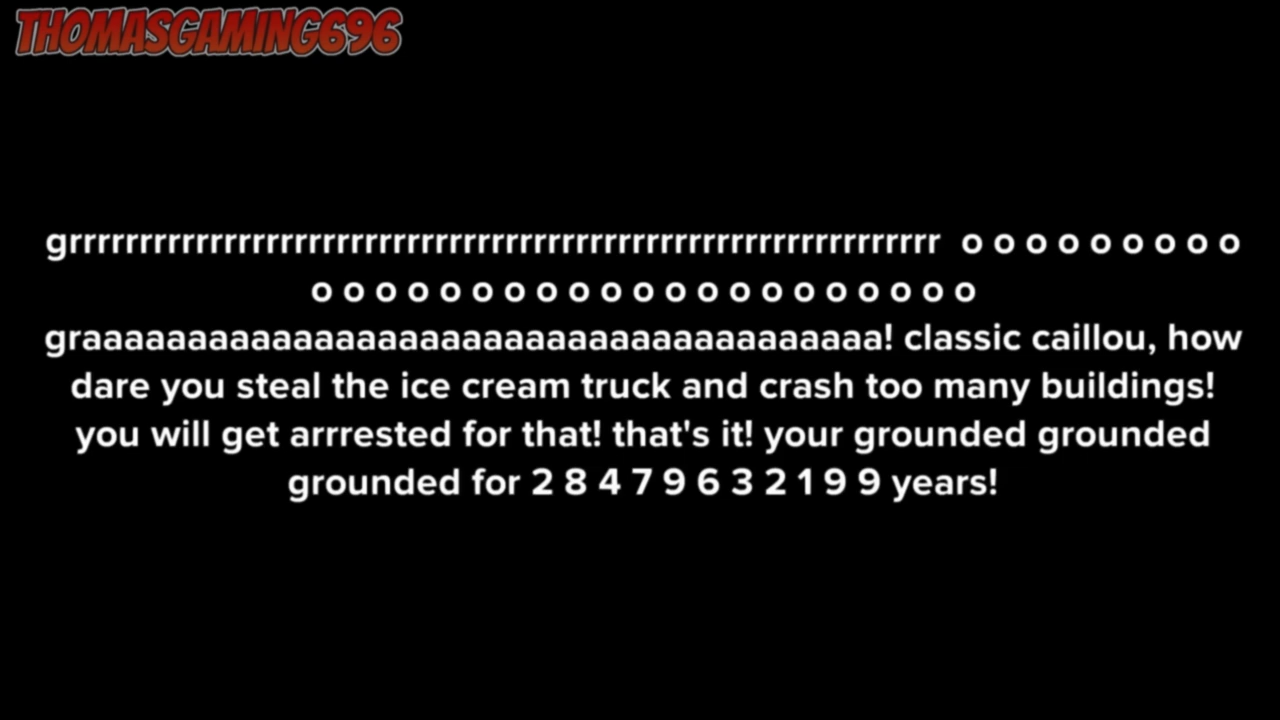 THOMASGAMING696
grrrrrrrrrrrrrrrrrrrrrrrrrrrrrrrrrrrrrrrrrrrrrrrrrrrrrrrrrrrrrr o o o o o o o o o
o o o o o o o o o o o o o o o o o o o o o
graaaaaaaaaaaaaaaaaaaaaaaaaaaaaaaaaaaaaa! classic caillou, how
dare you steal the ice cream truck and crash too many buildings!
you will get arrrested for that! that's it! your grounded grounded
grounded for 2 8 4 7 9 6 3 2 1 9 9 years!